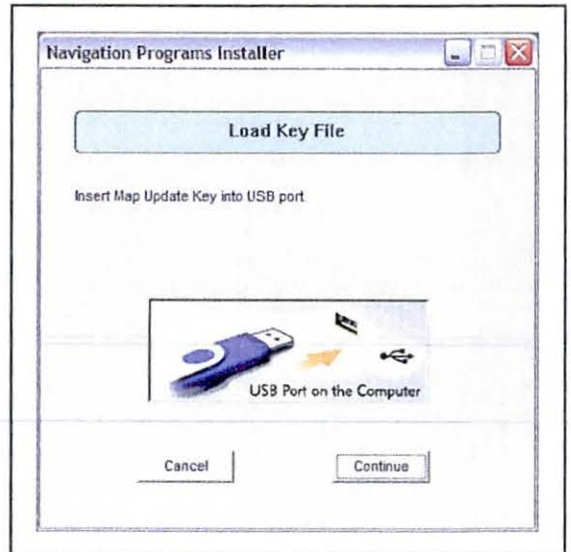 Navigation Programs Installer
Load Key File
Insert Map Update Key into USB port
USB Port on the Computer
Cancel
Continue